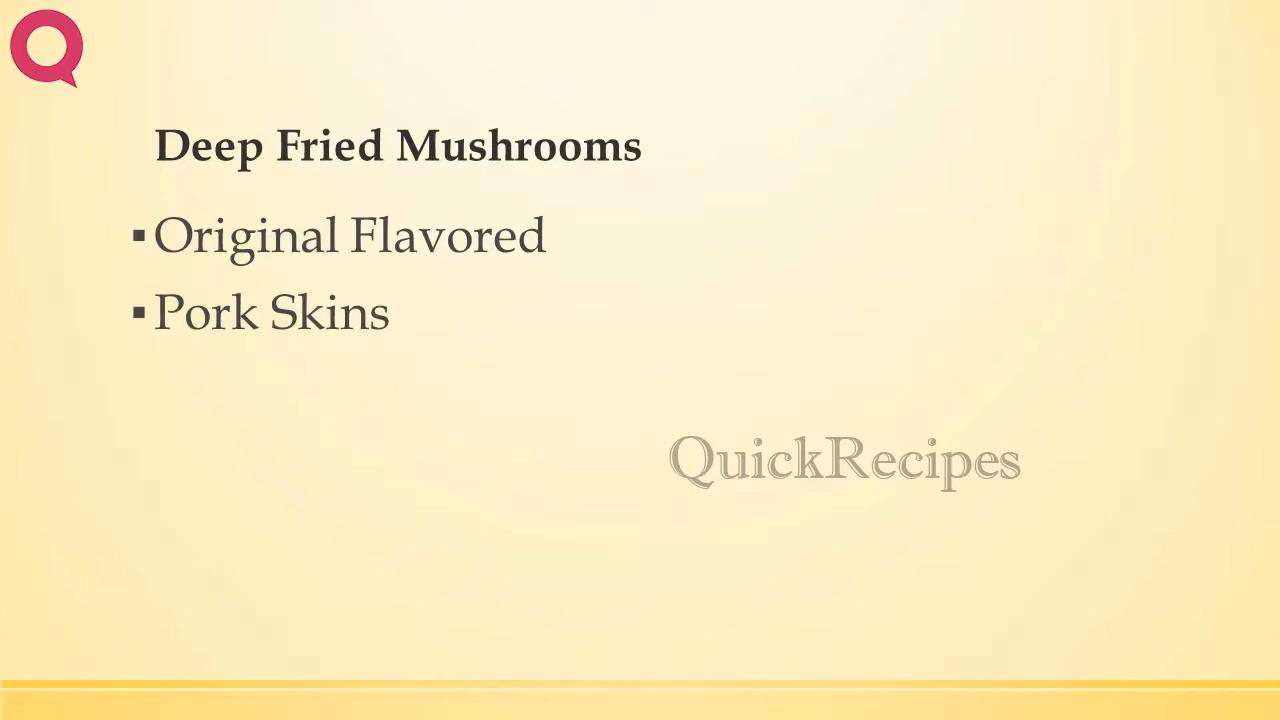 Deep Fried Mushrooms
▪ Original Flavored
▪ Pork Skins
QuickRecipes